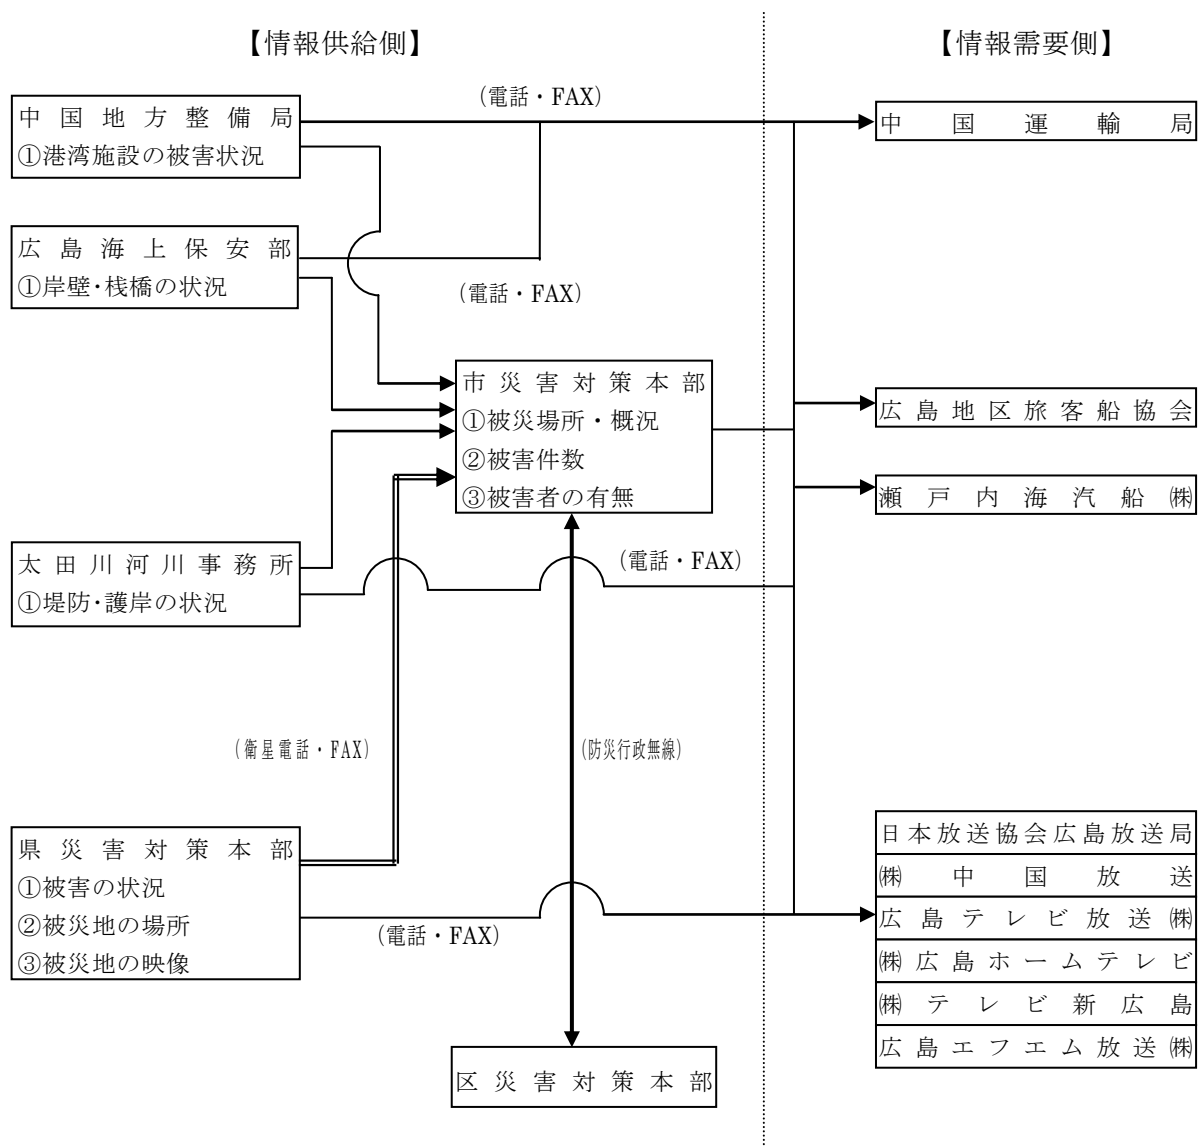 【情報供給側】
【情報需要側】
(電話・FAX)
中国地方整備局
①港湾施設の被害状況
中国運輸局
広島海上保安部
①岸壁・桟橋の状況
(電話・FAX)
市災害対策本部
①被災場所・概況
②被害件数
③被害者の有無
広島地区旅客船協会
瀬戸内海汽船㈱
太田川河川事務所
①堤防・護岸の状況
(電話・FAX)
(衛星電話・FAX)
(防災行政無線)
県災害対策本部
①被害の状況
②被災地の場所
③被災地の映像
(電話・FAX)
日本放送協会広島放送局
㈱中国放送
広島テレビ放送㈱
㈱広島ホームテレビ
㈱テレビ新広島
広島エフエム放送㈱
区災害対策本部